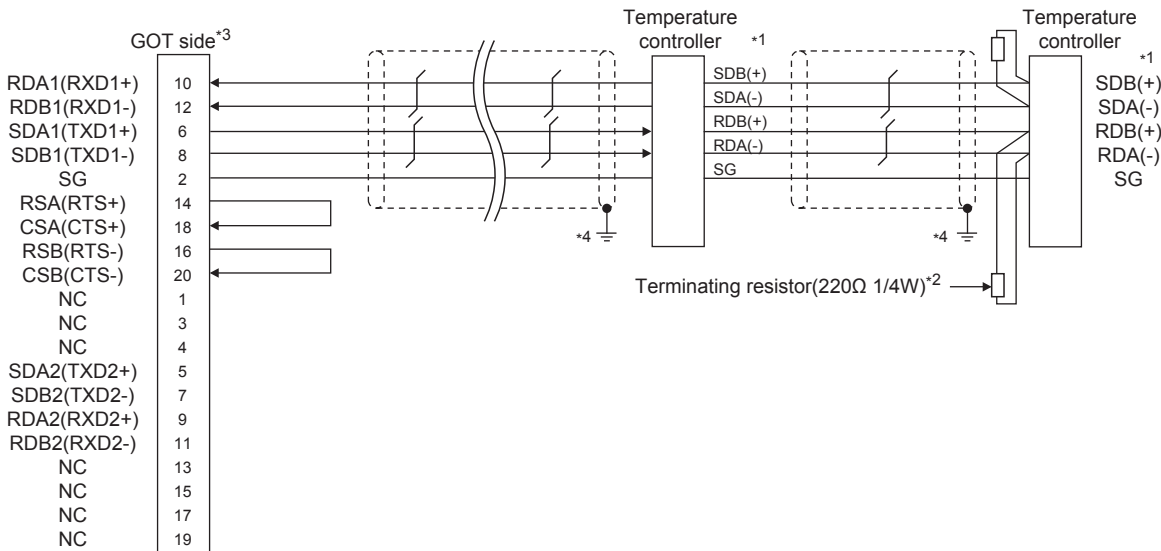 GOT side*3
Temperature controller *1
Temperature controller *1
RDA1(RXD1+) 10 SDB(+) SDB(+)
RDB1(RXD1-) 12 SDA(-) SDA(-)
SDA1(TXD1+) 6 RDB(+) RDB(+)
SDB1(TXD1-) 8 RDA(-) RDA(-)
SG 2 SG SG
RSA(RTS+) 14
CSA(CTS+) 18
*4 *4
RSB(RTS-) 16
CSB(CTS-) 20
Terminating resistor(220Ω 1/4W)*2
NC 1
NC 3
NC 4
SDA2(TXD2+) 5
SDB2(TXD2-) 7
RDA2(RXD2+) 9
RDB2(RXD2-) 11
NC 13
NC 15
NC 17
NC 19